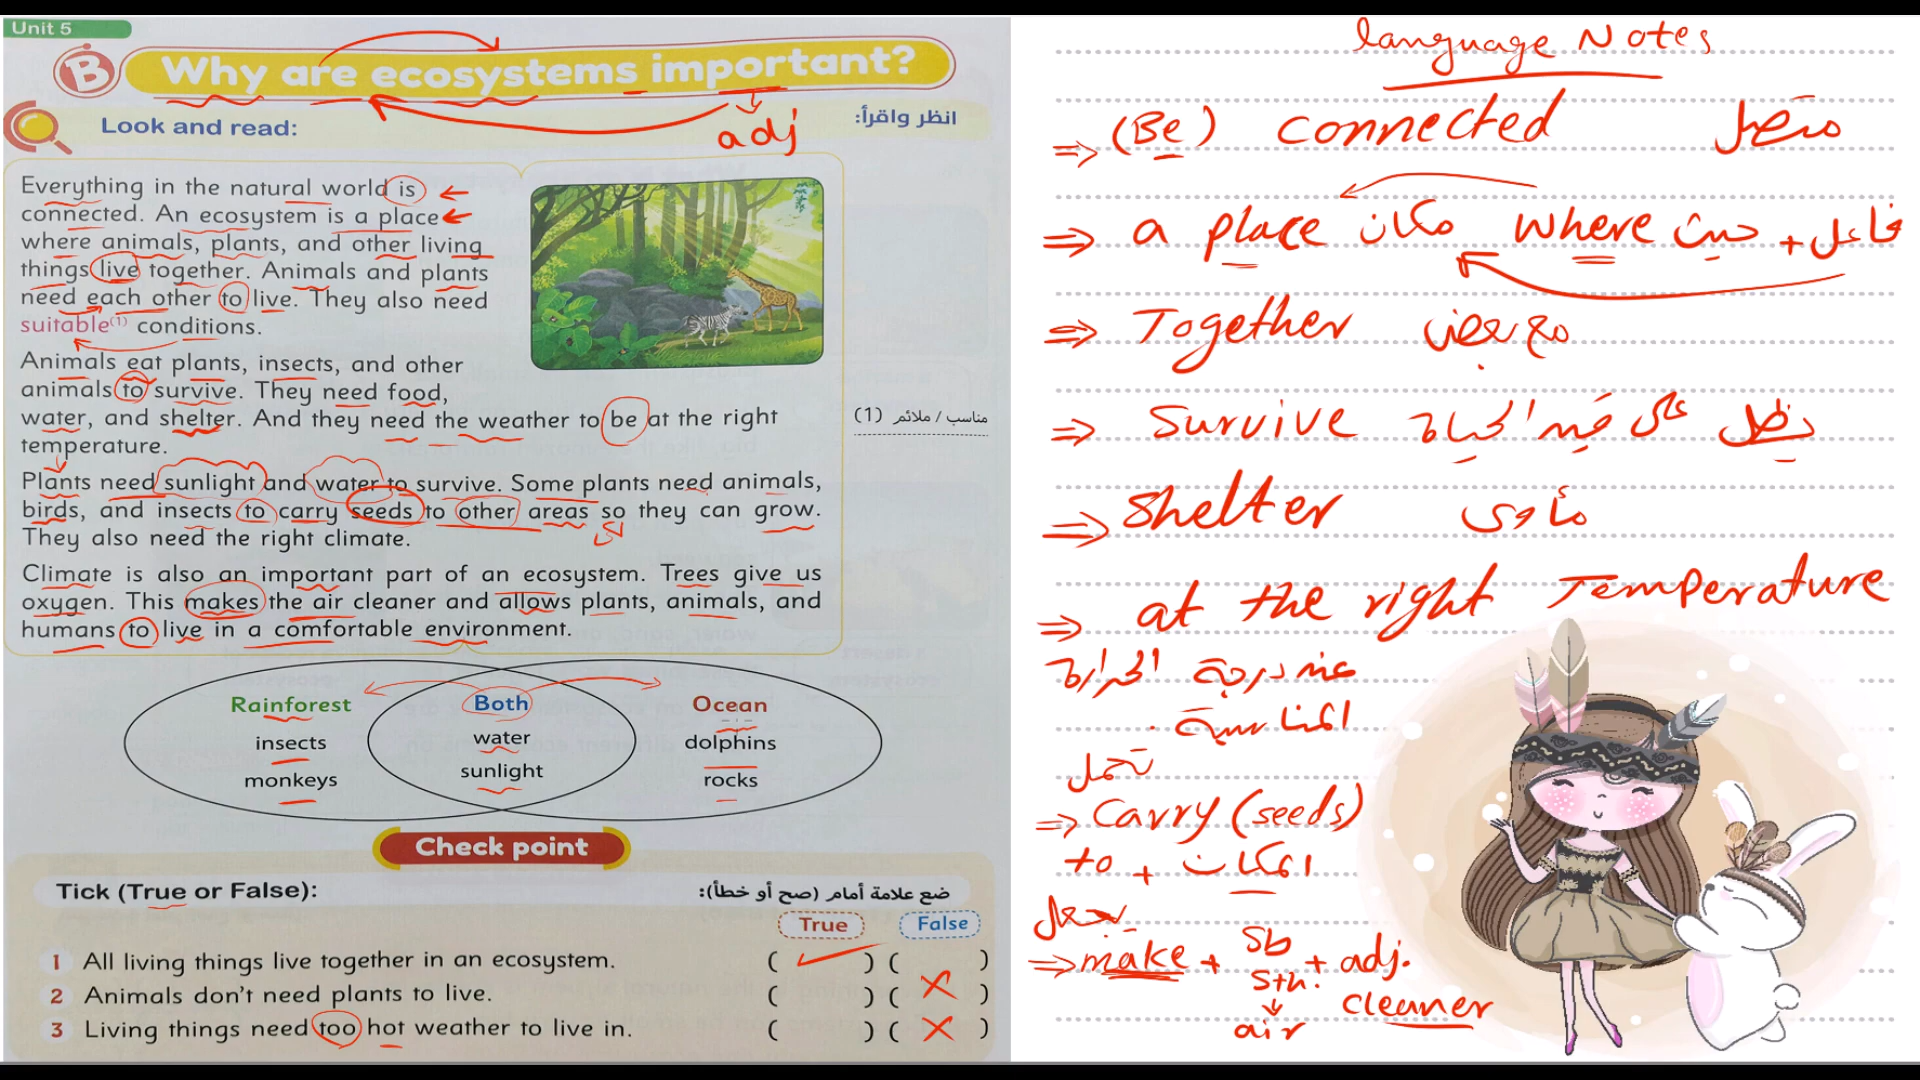 Unit 5
B Why are ecosystems important?
adj
Look and read:
انظر واقرأ:
Everything in the natural world is
connected. An ecosystem is a place
where animals, plants, and other living
things live together. Animals and plants
need each other to live. They also need
suitable(1) conditions.
Animals eat plants, insects, and other
animals to survive. They need food,
water, and shelter. And they need the weather to be at the right
temperature.
(1) مناسب / ملائم
Plants need sunlight and water to survive. Some plants need animals,
birds, and insects to carry seeds to other areas so they can grow.
They also need the right climate.
Climate is also an important part of an ecosystem. Trees give us
oxygen. This makes the air cleaner and allows plants, animals, and
humans to live in a comfortable environment.
Rainforest
insects
monkeys
Both
water
sunlight
Ocean
dolphins
rocks
Check point
Tick (True or False):
ضع علامة أمام (صح أو خطأ):
True False
1 All living things live together in an ecosystem. ( ) ( )
2 Animals don't need plants to live. ( ) ( )
3 Living things need too hot weather to live in. ( ) ( )
language Notes
⇒ (Be) connected متصل
⇒ a place مكان where حيث + فاعل
⇒ Together مع بعض
⇒ Survive يظل على قيد الحياة
⇒ Shelter مأوى
⇒ at the right Temperature
عند درجة الحرارة
المناسبة .
تحمل
⇒ Carry (seeds)
to + المكان
يجعل
⇒ make + sb + adj.
sth. cleaner
air